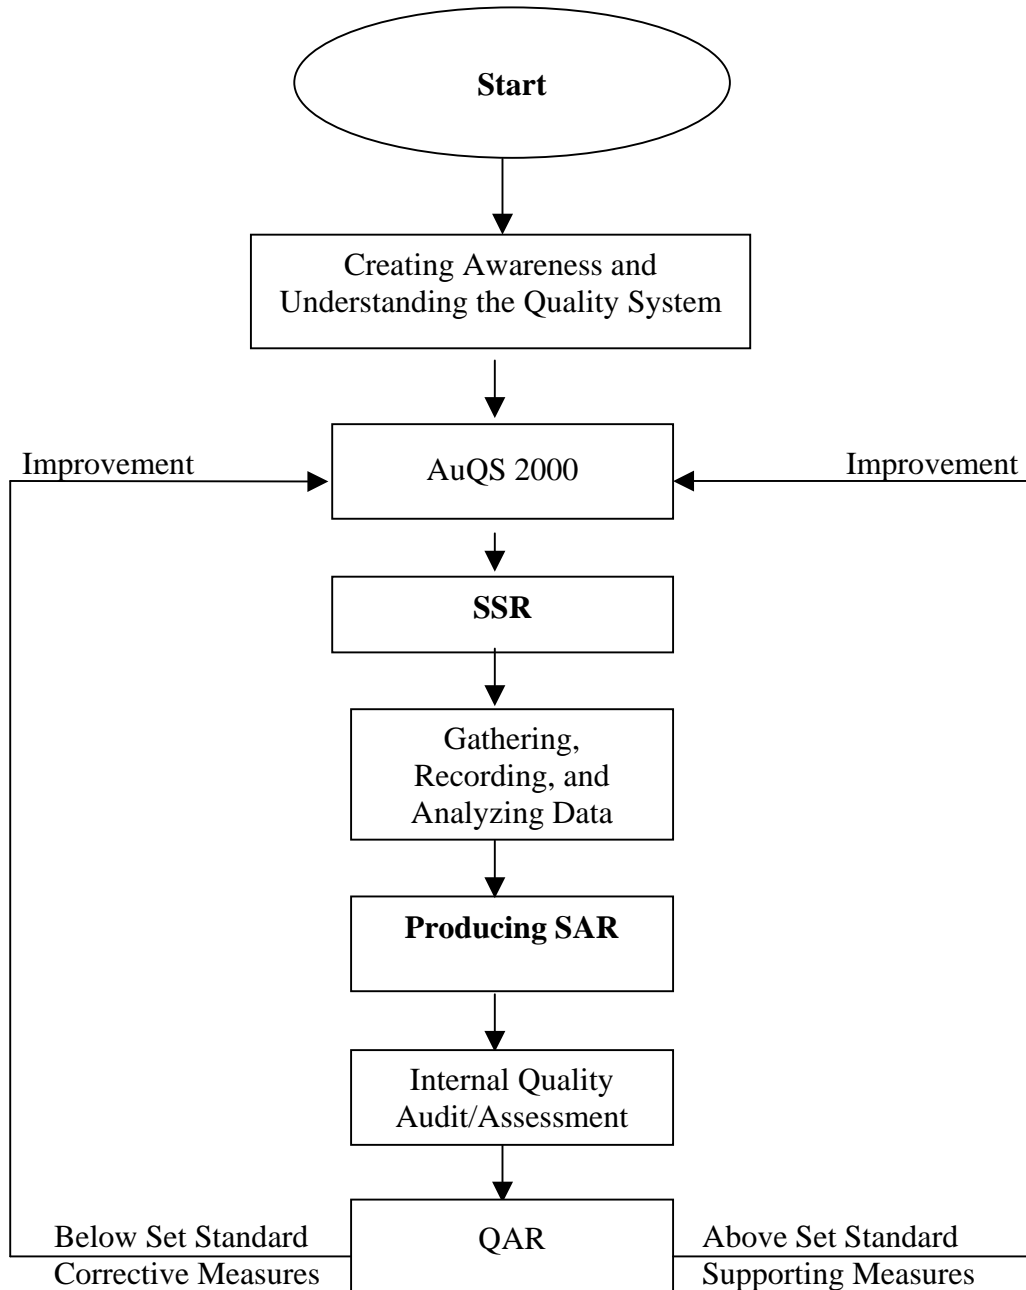 Start
Creating Awareness and
Understanding the Quality System
Improvement
AuQS 2000
Improvement
SSR
Gathering,
Recording, and
Analyzing Data
Producing SAR
Internal Quality
Audit/Assessment
Below Set Standard
Corrective Measures
QAR
Above Set Standard
Supporting Measures